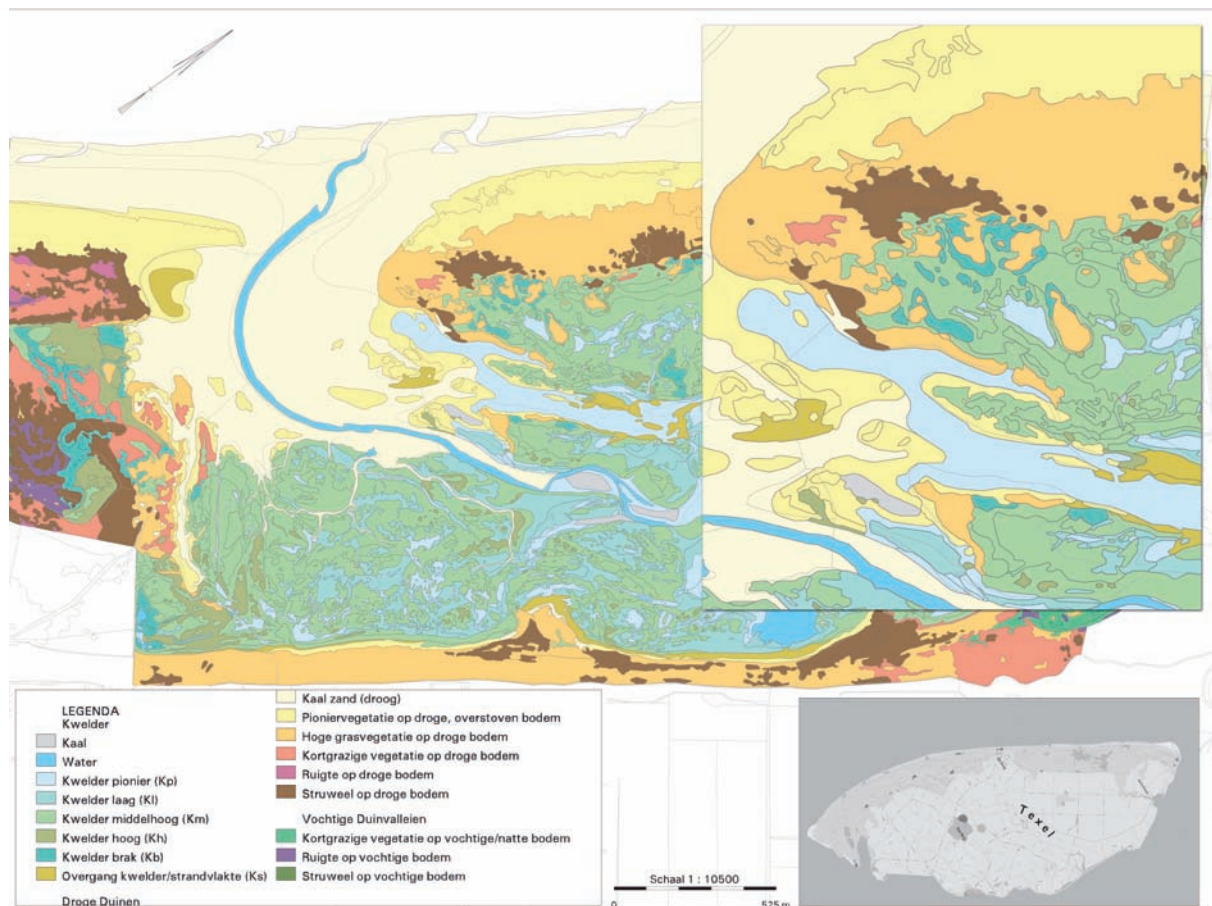 LEGENDA
Kwelder
Kaal
Water
Kwelder pionier (Kp)
Kwelder laag (Kl)
Kwelder middelhoog (Km)
Kwelder hoog (Kh)
Kwelder brak (Kb)
Overgang kwelder/strandvlakte (Ks)
Droge Duinen
Kaal zand (droog)
Pioniervegetatie op droge, overstoven bodem
Hoge grasvegetatie op droge bodem
Kortgrazige vegetatie op droge bodem
Ruigte op droge bodem
Struweel op droge bodem
Vochtige Duinvalleien
Kortgrazige vegetatie op vochtige/natte bodem
Ruigte op vochtige bodem
Struweel op vochtige bodem
Schaal 1 : 10500
0 525 m
Texel